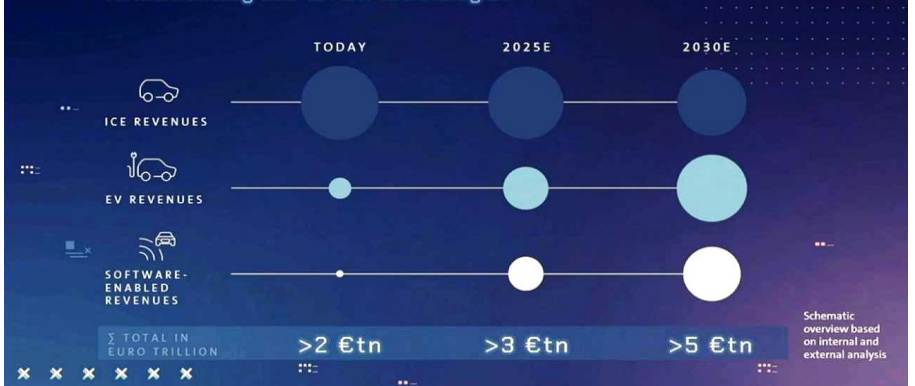 TODAY
2025E
2030E
ICE REVENUES
EV REVENUES
SOFTWARE-
ENABLED
REVENUES
∑ TOTAL IN
EURO TRILLION
>2 €tn
>3 €tn
>5 €tn
Schematic
overview based
on internal and
external analysis